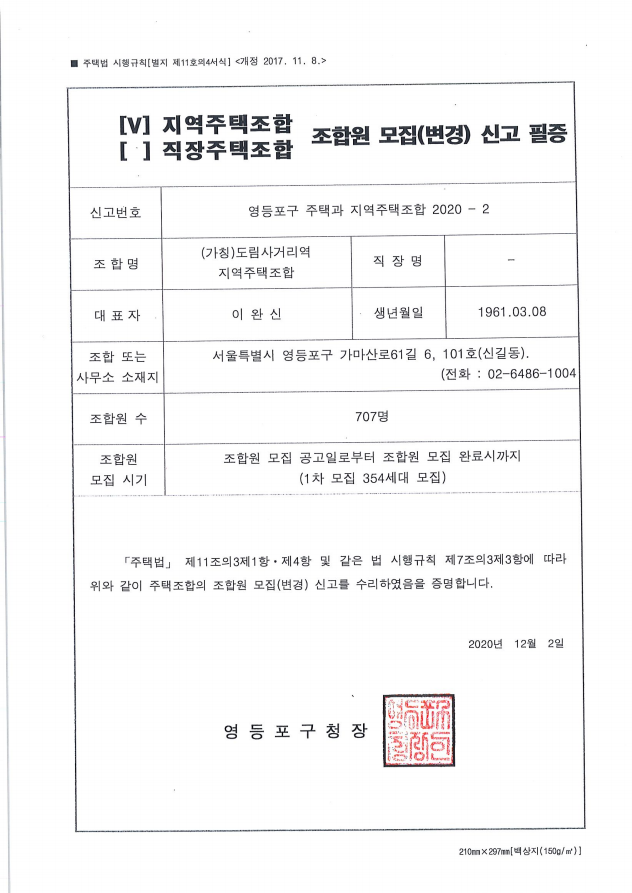 ■ 주택법 시행규칙[별지 제11호의4서식] <개정 2017. 11. 8.>
[V] 지역주택조합
[ ] 직장주택조합
조합원 모집(변경) 신고 필증
신고번호 영등포구 주택과 지역주택조합 2020 - 2
조합명 (가칭)도림사거리역
지역주택조합
직장명 -
대표자 이완신 생년월일 1961.03.08
조합 또는
사무소 소재지
서울특별시 영등포구 가마산로61길 6, 101호(신길동).
(전화 : 02-6486-1004
조합원 수 707명
조합원
모집 시기
조합원 모집 공고일로부터 조합원 모집 완료시까지
(1차 모집 354세대 모집)
「주택법」 제11조의3제1항·제4항 및 같은 법 시행규칙 제7조의3제3항에 따라
위와 같이 주택조합의 조합원 모집(변경) 신고를 수리하였음을 증명합니다.
2020년 12월 2일
영등포구청장
210mm×297mm[백상지(150g/㎡)]